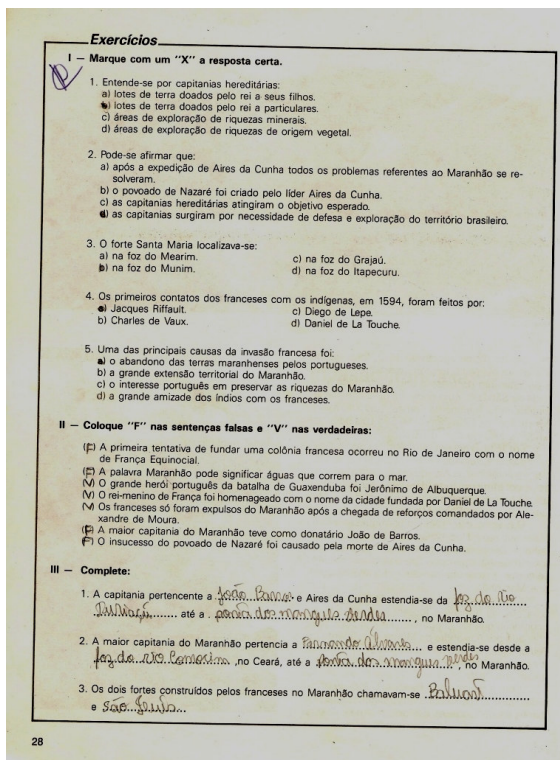 Exercícios
I — Marque com um "X" a resposta certa.
1. Entende-se por capitanias hereditárias:
a) lotes de terra doados pelo rei a seus filhos.
b) lotes de terra doados pelo rei a particulares.
c) áreas de exploração de riquezas minerais.
d) áreas de exploração de riquezas de origem vegetal.
2. Pode-se afirmar que:
a) após a expedição de Aires da Cunha todos os problemas referentes ao Maranhão se re-
solveram.
b) o povoado de Nazaré foi criado pelo líder Aires da Cunha.
c) as capitanias hereditárias atingiram o objetivo esperado.
d) as capitanias surgiram por necessidade de defesa e exploração do território brasileiro.
3. O forte Santa Maria localizava-se:
a) na foz do Mearim. c) na foz do Grajaú.
b) na foz do Munim. d) na foz do Itapecuru.
4. Os primeiros contatos dos franceses com os indígenas, em 1594, foram feitos por:
a) Jacques Riffault. c) Diego de Lepe.
b) Charles de Vaux. d) Daniel de La Touche.
5. Uma das principais causas da invasão francesa foi:
a) o abandono das terras maranhenses pelos portugueses.
b) a grande extensão territorial do Maranhão.
c) o interesse português em preservar as riquezas do Maranhão.
d) a grande amizade dos índios com os franceses.
II — Coloque "F" nas sentenças falsas e "V" nas verdadeiras:
(F) A primeira tentativa de fundar uma colônia francesa ocorreu no Rio de Janeiro com o nome
de França Equinocial.
(F) A palavra Maranhão pode significar águas que correm para o mar.
(V) O grande herói português da batalha de Guaxenduba foi Jerônimo de Albuquerque.
(V) O rei-menino de França foi homenageado com o nome da cidade fundada por Daniel de La Touche.
(V) Os franceses só foram expulsos do Maranhão após a chegada de reforços comandados por Ale-
xandre de Moura.
(F) A maior capitania do Maranhão teve como donatário João de Barros.
(F) O insucesso do povoado de Nazaré foi causado pela morte de Aires da Cunha.
III — Complete:
1. A capitania pertencente a João Barros e Aires da Cunha estendia-se da foz do rio
Turiaçu até a ponta dos mangues verdes, no Maranhão.
2. A maior capitania do Maranhão pertencia a Fernando Álvares e estendia-se desde a
foz do rio Camocim, no Ceará, até a ponta dos mangues verdes, no Maranhão.
3. Os dois fortes construídos pelos franceses no Maranhão chamavam-se
e São Luís
28